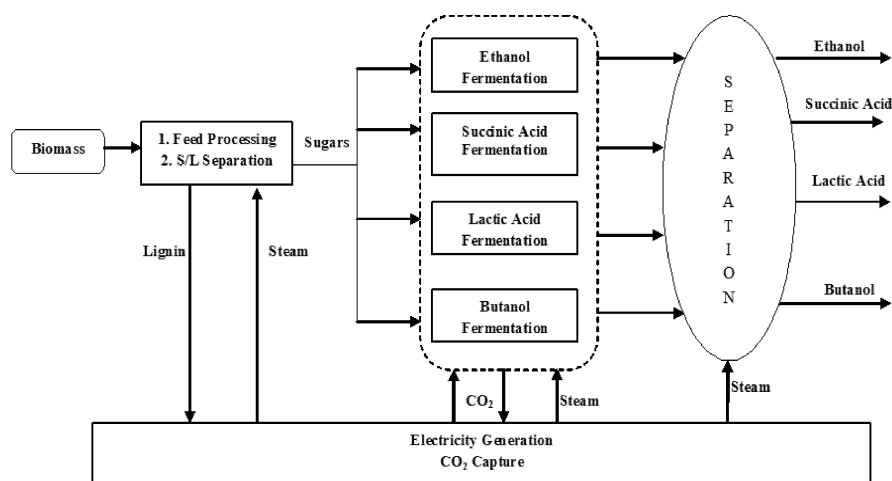 Biomass
1. Feed Processing
2. S/L Separation
Sugars
Lignin
Steam
Ethanol
Fermentation
Succinic Acid
Fermentation
Lactic Acid
Fermentation
Butanol
Fermentation
SEPARATION
Ethanol
Succinic Acid
Lactic Acid
Butanol
CO₂
Steam
Steam
Electricity Generation
CO₂ Capture